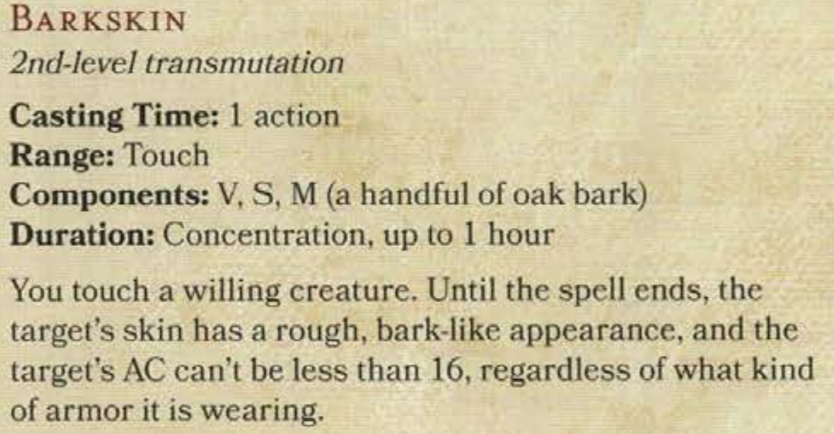 BARKSKIN
2nd-level transmutation
Casting Time: 1 action
Range: Touch
Components: V, S, M (a handful of oak bark)
Duration: Concentration, up to 1 hour
You touch a willing creature. Until the spell ends, the
target's skin has a rough, bark-like appearance, and the
target's AC can't be less than 16, regardless of what kind
of armor it is wearing.